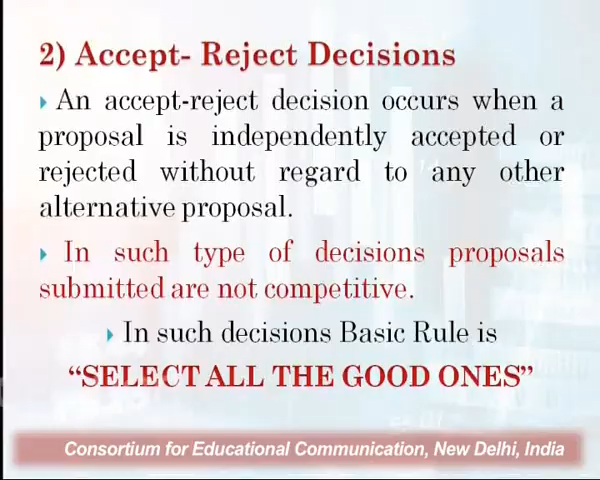 2) Accept- Reject Decisions
An accept-reject decision occurs when a
proposal is independently accepted or
rejected without regard to any other
alternative proposal.
In such type of decisions proposals
submitted are not competitive.
In such decisions Basic Rule is
“SELECT ALL THE GOOD ONES”
Consortium for Educational Communication, New Delhi, India